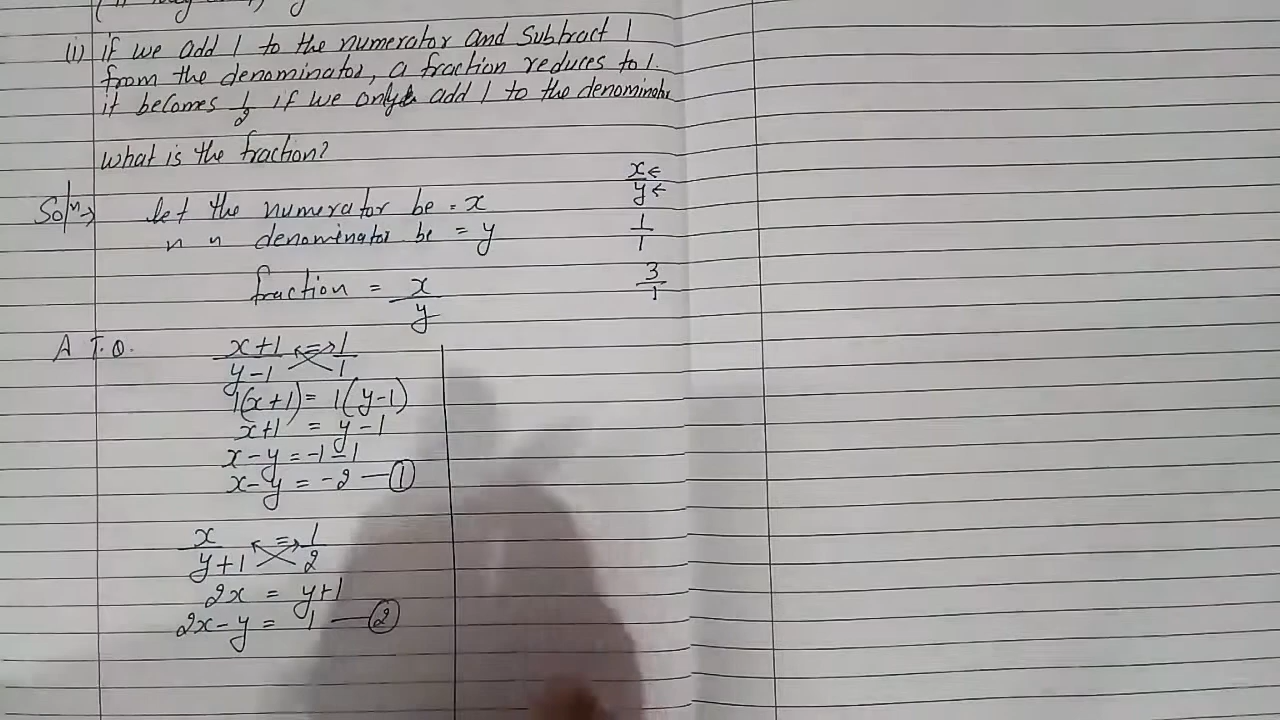 (i) if we add 1 to the numerator and Subtract 1
from the denominator, a fraction reduces to 1.
it becomes 1/2 if we only add 1 to the denominator
what is the fraction?
Solⁿ→ let the numerator be = x
n n denominator be = y
fraction = x/y
x ←
y ←
1/1
3/1
A T.Q.
x+1/y-1 = 1/1
1(x+1) = 1(y-1)
x+1 = y-1
x-y = -1-1
x-y = -2 — ①
x/y+1 = 1/2
2x = y+1
2x-y = 1 — ②